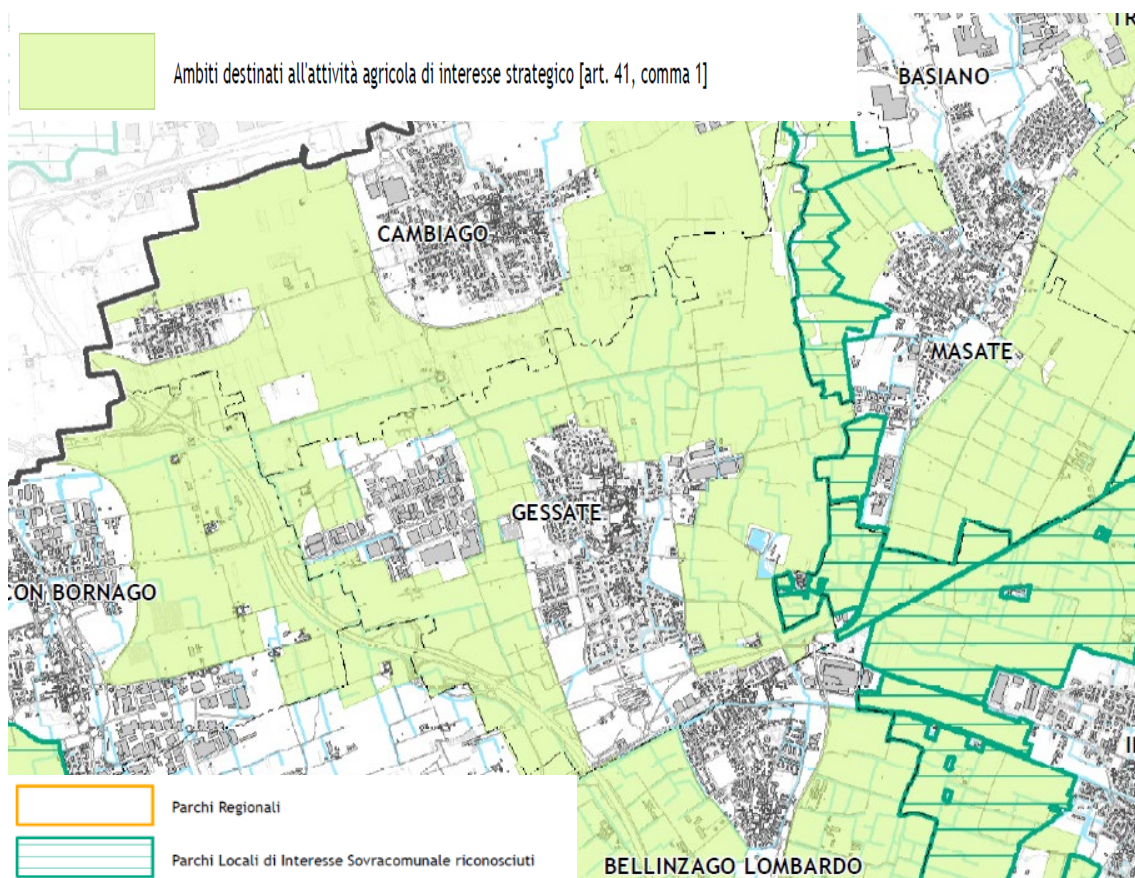 TR
Ambiti destinati all'attività agricola di interesse strategico [art. 41, comma 1]
BASIANO
CAMBIAGO
MASATE
GESSATE
CON BORNAGO
BELLINZAGO LOMBARDO
Parchi Regionali
Parchi Locali di Interesse Sovracomunale riconosciuti